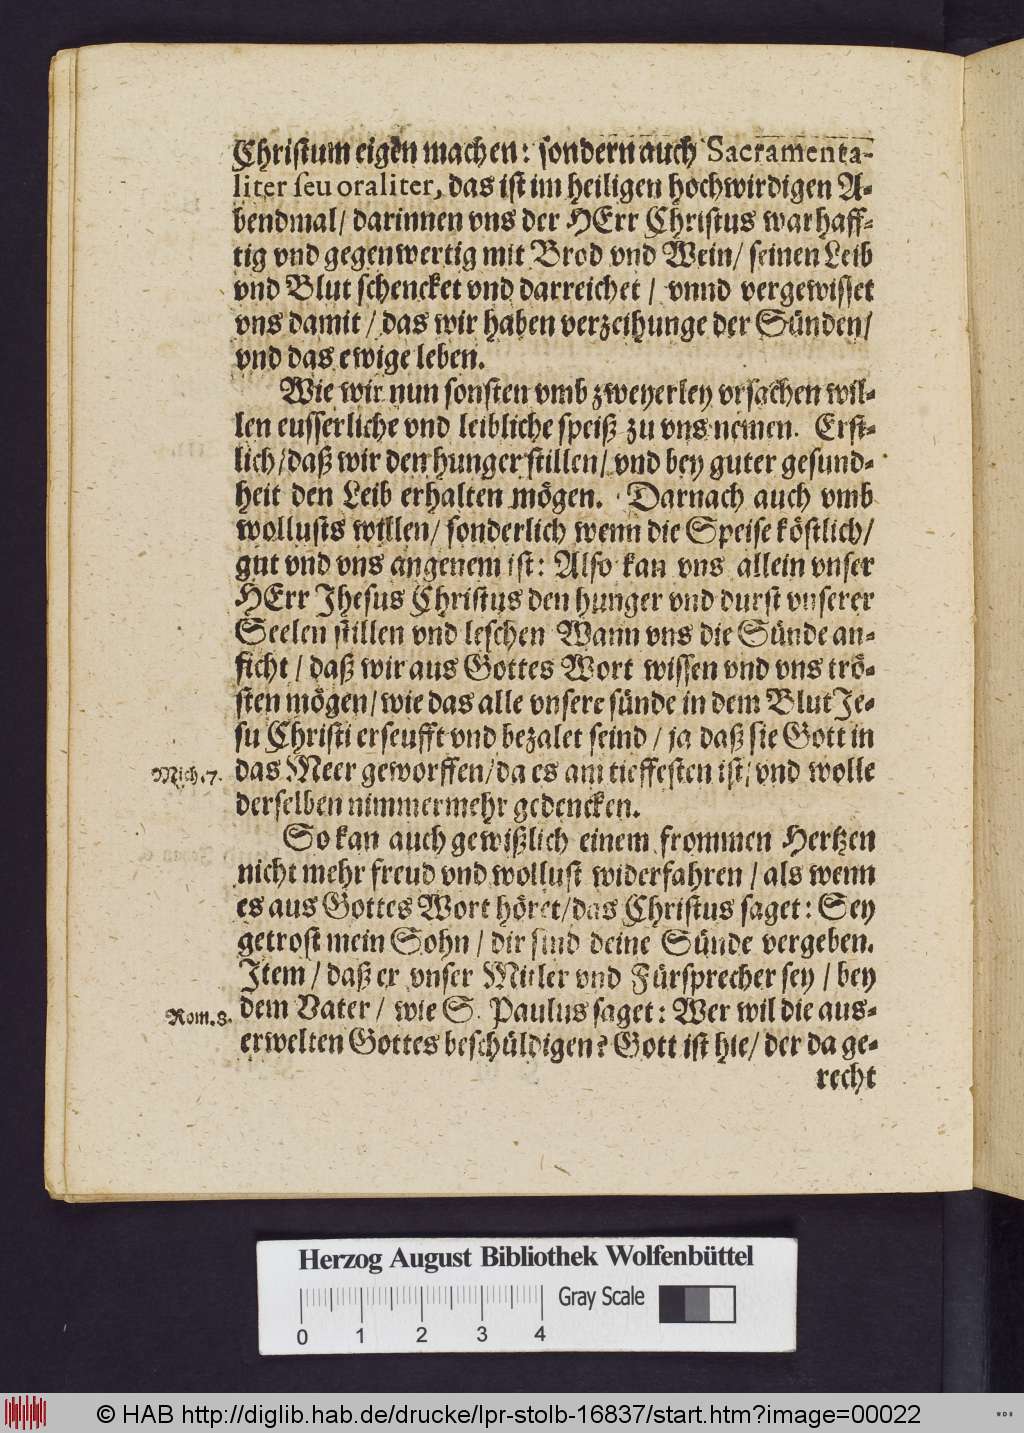 Christum eigen machen: sondern auch Sacramenta-
liter seu oraliter, das ist im heiligen hochwirdigen A-
bendmal/ darinnen vns der HErr Christus warhaff-
tig vnd gegenwertig mit Brod vnd Wein/ seinen Leib
vnd Blut schencket vnd darreichet / vnnd vergewisset
vns damit / das wir haben verzeihunge der Sünden/
vnd das ewige leben.
Wie wir nun sonsten vmb zweyerley vrsachen wil-
len eusserliche vnd leibliche speiß zu vns nemen. Erst-
lich/daß wir den hunger stillen/ vnd bey guter gesund-
heit den Leib erhalten mögen. Darnach auch vmb
wollusts willen/ sonderlich wenn die Speise köstlich/
gut vnd vns angenem ist: Also kan vns allein vnser
HErr Jhesus Christus den hunger vnd durst vnserer
Seelen stillen vnd leschen Wann vns die Sünde an-
ficht / daß wir aus Gottes Wort wissen vnd vns trö-
sten mögen/ wie das alle vnsere sünde in dem Blut Je-
su Christi erseufft vnd bezalet seind / ja daß sie Gott in
Mich. 7. das Meer geworffen/da es am tieffesten ist/ vnd wolle
derselben nimmermehr gedencken.
So kan auch gewißlich einem frommen Hertzen
nicht mehr freud vnd wollust widerfahren / als wenn
es aus Gottes Wort höret/das Christus saget: Sey
getrost mein Sohn / dir sind deine Sünde vergeben.
Item / daß er vnser Mitler vnd Fürsprecher sey / bey
Rom. 8. dem Vater / wie S. Paulus saget: Wer wil die aus-
erwelten Gottes beschüldigen? Gott ist hie/ der da ge-
recht
Herzog August Bibliothek Wolfenbüttel
Gray Scale
0 1 2 3 4
© HAB http://diglib.hab.de/drucke/lpr-stolb-16837/start.htm?image=00022